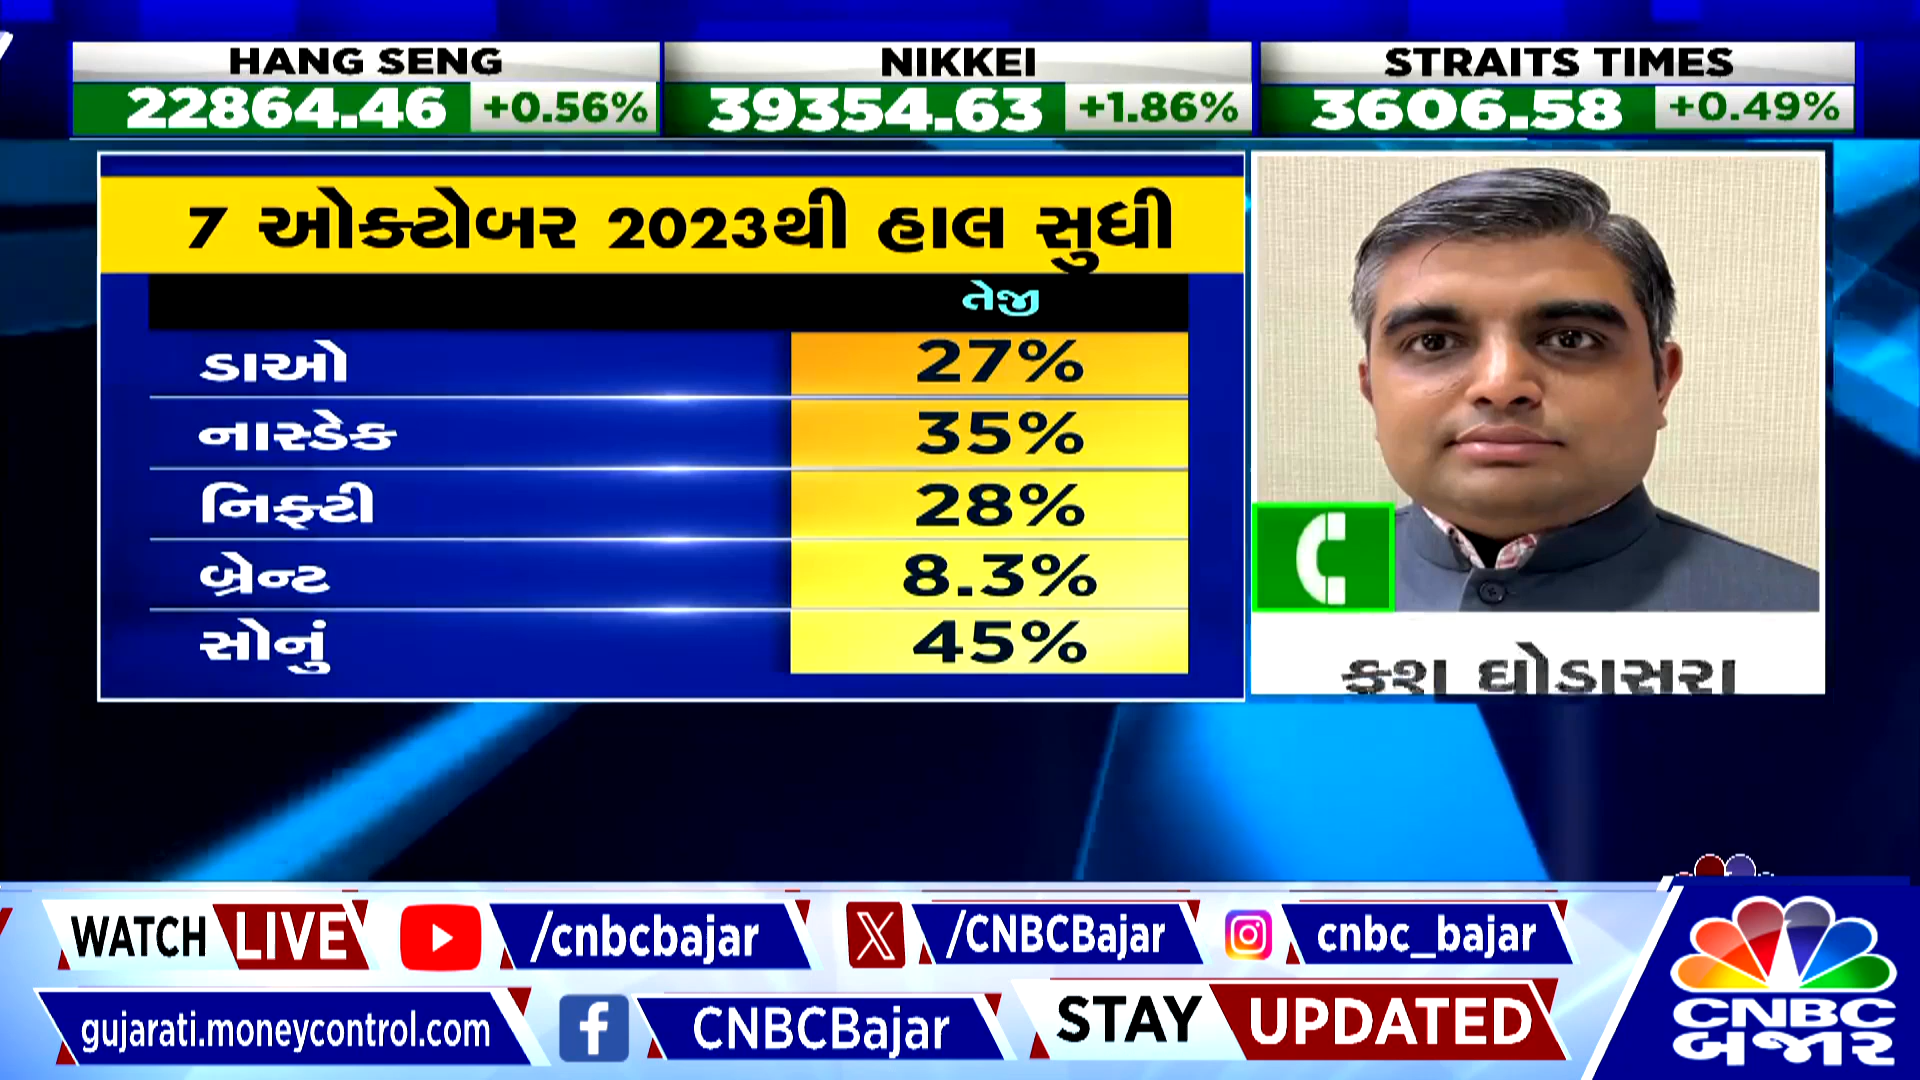 HANG SENG
22864.46 +0.56%
NIKKEI
39354.63 +1.86%
STRAITS TIMES
3606.58 +0.49%
7 ઓક્ટોબર 2023થી હાલ સુધી
તેજી
ડાઓ 27%
નાસ્ડેક 35%
નિફ્ટી 28%
બ્રેન્ટ 8.3%
સોનું 45%
ઘોડાસરા
WATCH LIVE /cnbcbajar /CNBCBajar cnbc_bajar
gujarati.moneycontrol.com CNBCBajar STAY UPDATED
CNBC
બજાર